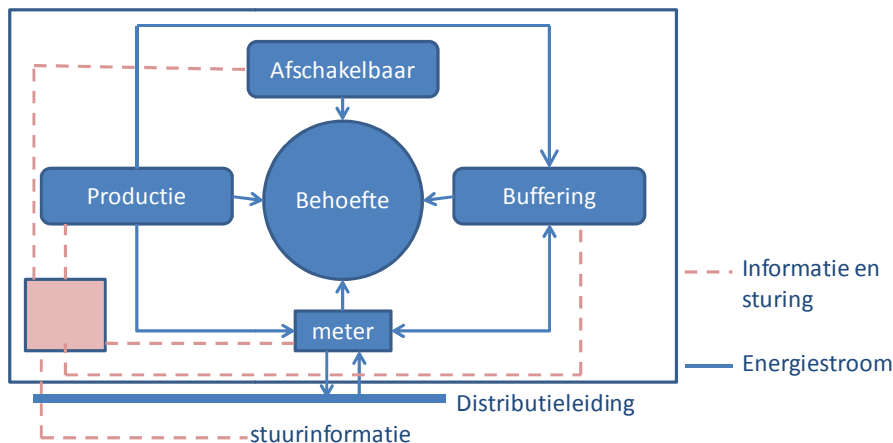 Afschakelbaar
Productie
Behoefte
Buffering
Informatie en
sturing
meter
Energiestroom
Distributieleiding
stuurinformatie